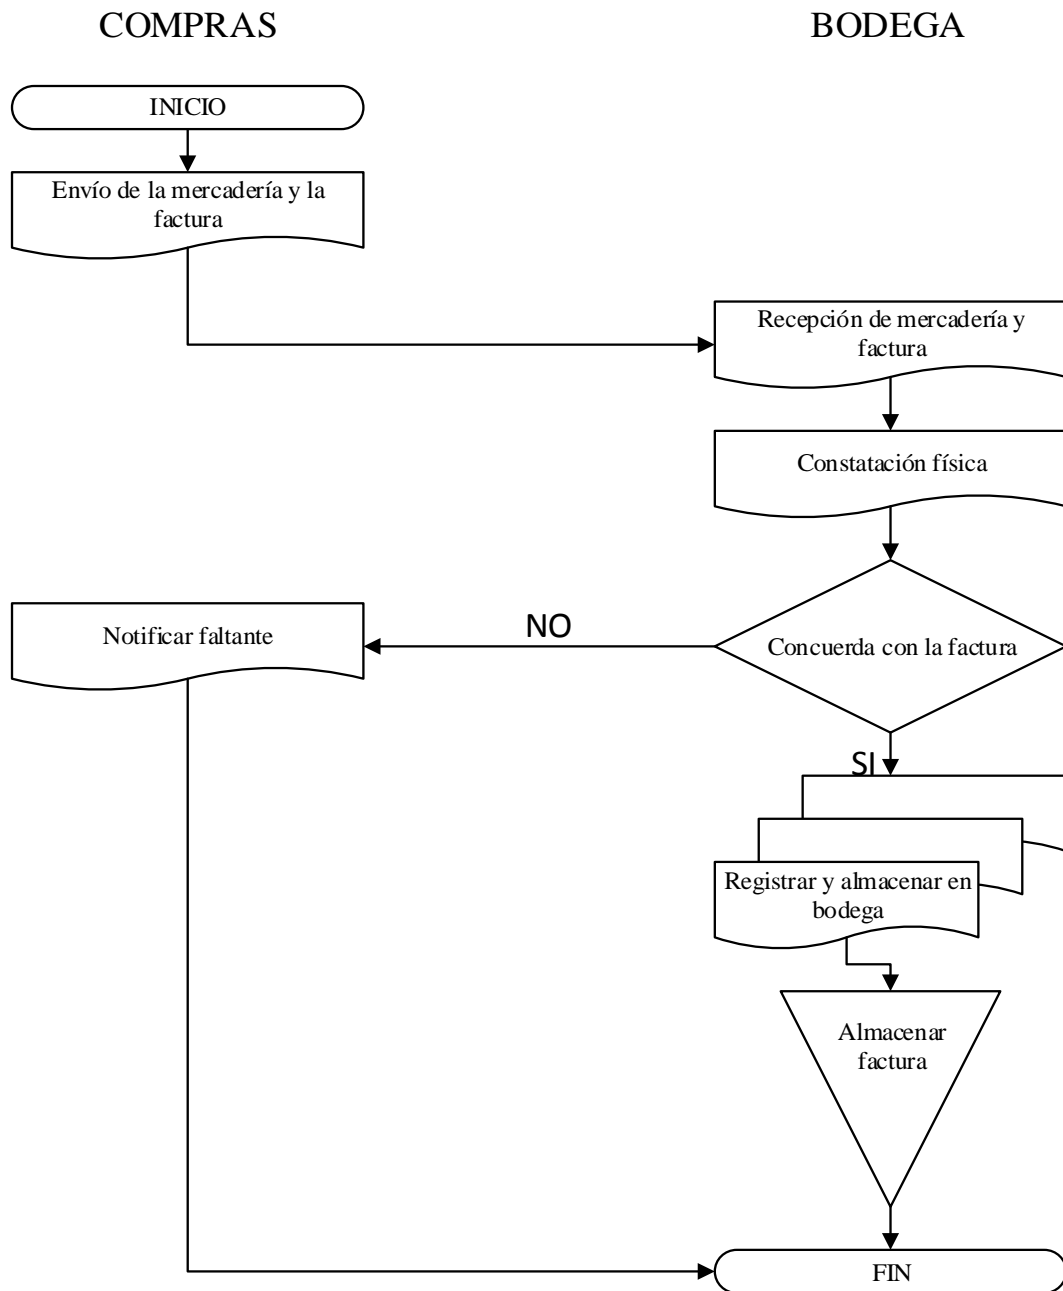 COMPRAS
BODEGA
INICIO
Envío de la mercadería y la
factura
Recepción de mercadería y
factura
Constatación física
Concuerda con la factura
NO
Notificar faltante
SI
Registrar y almacenar en
bodega
Almacenar
factura
FIN